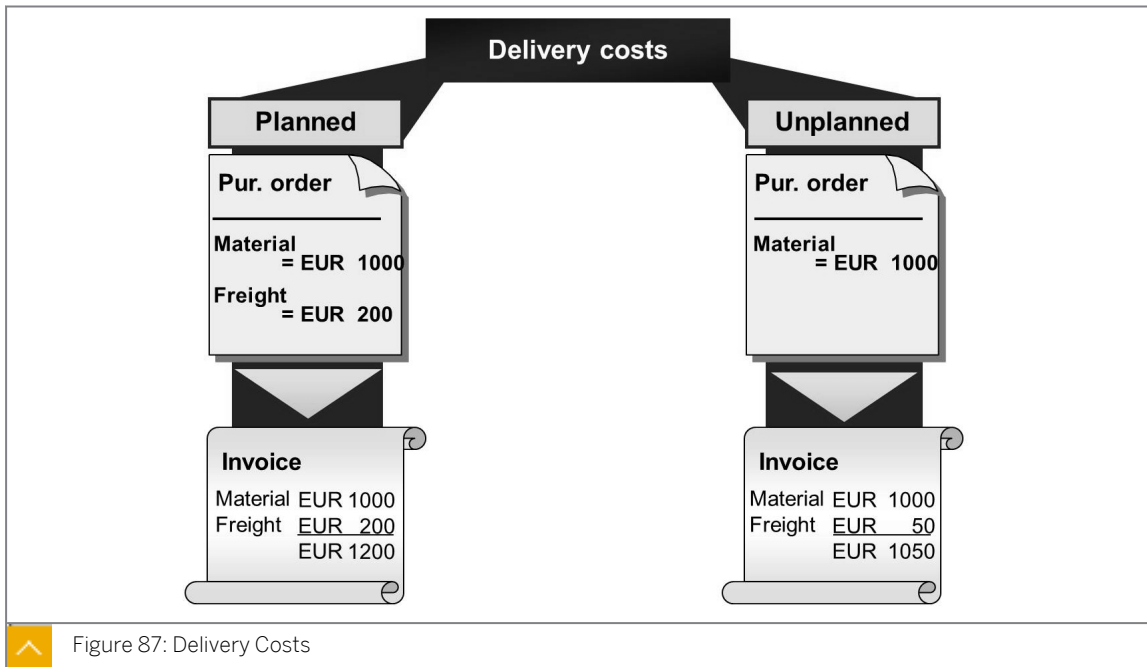 Delivery costs
Planned
Pur. order
Material
= EUR 1000
Freight
= EUR 200
Invoice
Material EUR 1000
Freight EUR 200
EUR 1200
Unplanned
Pur. order
Material
= EUR 1000
Invoice
Material EUR 1000
Freight EUR 50
EUR 1050
Figure 87: Delivery Costs